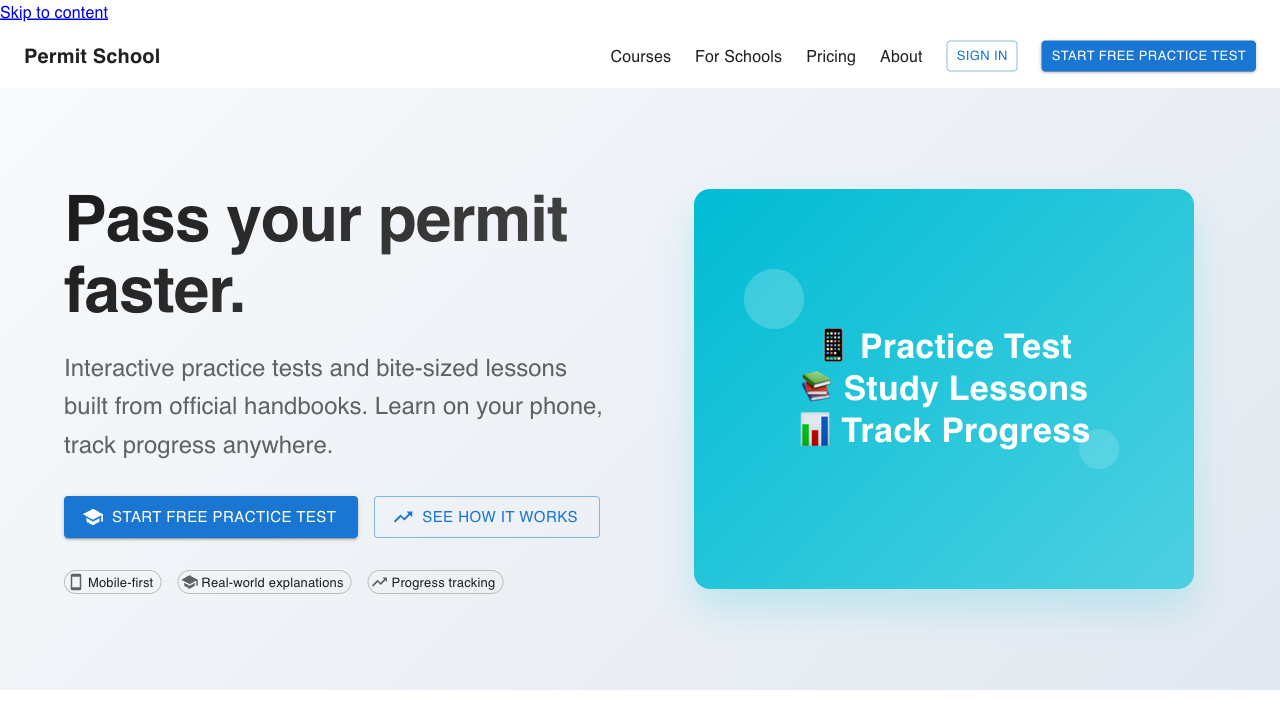 Skip to content
Permit School
Courses
For Schools
Pricing
About
SIGN IN
START FREE PRACTICE TEST
Pass your permit
faster.
Interactive practice tests and bite-sized lessons
built from official handbooks. Learn on your phone,
track progress anywhere.
START FREE PRACTICE TEST
SEE HOW IT WORKS
Mobile-first
Real-world explanations
Progress tracking
📱 Practice Test
📚 Study Lessons
📊 Track Progress